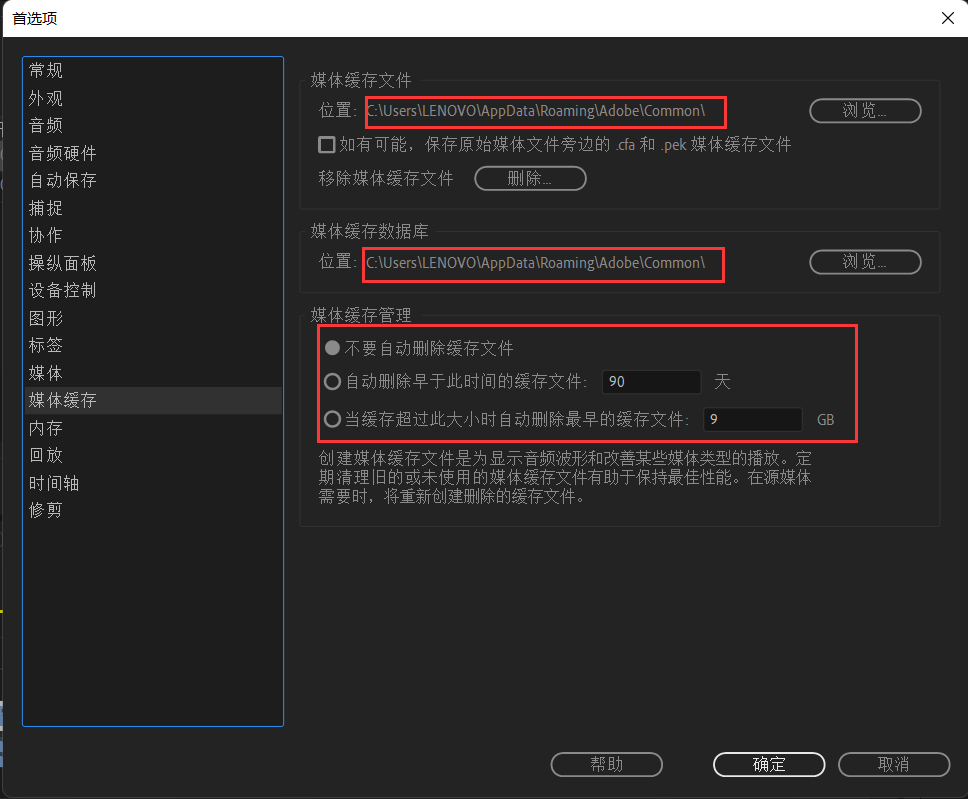 首选项
常规
外观
音频
音频硬件
自动保存
捕捉
协作
操纵面板
设备控制
图形
标签
媒体
媒体缓存
内存
回放
时间轴
修剪
媒体缓存文件
位置: C:\Users\LENOVO\AppData\Roaming\Adobe\Common\ 浏览...
如有可能，保存原始媒体文件旁边的 .cfa 和 .pek 媒体缓存文件
移除媒体缓存文件 删除...
媒体缓存数据库
位置: C:\Users\LENOVO\AppData\Roaming\Adobe\Common\ 浏览...
媒体缓存管理
不要自动删除缓存文件
自动删除早于此时间的缓存文件: 90 天
当缓存超过此大小时自动删除最早的缓存文件: 9 GB
创建媒体缓存文件是为显示音频波形和改善某些媒体类型的播放。定
期清理旧的或未使用的媒体缓存文件有助于保持最佳性能。在源媒体
需要时，将重新创建删除的缓存文件。
帮助 确定 取消